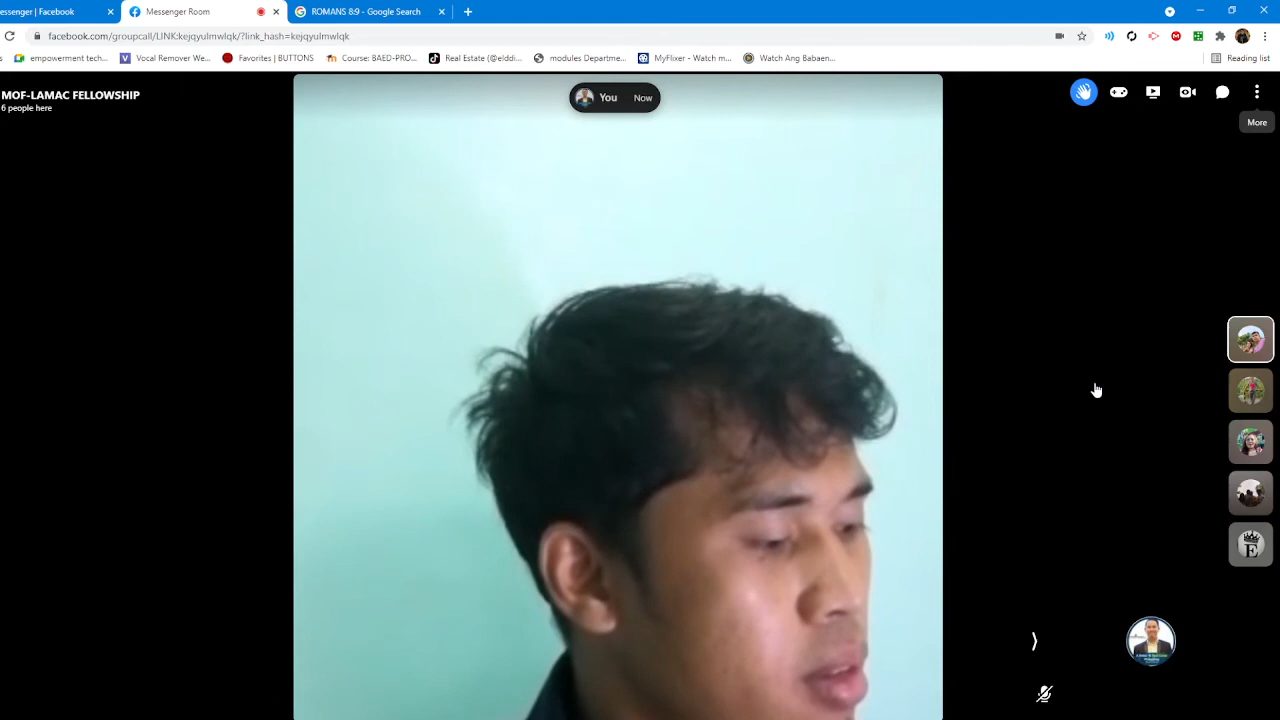 essenger | Facebook
Messenger Room
ROMANS 8:9 - Google Search
facebook.com/groupcall/LINK:kejqyulmwlqk/?link_hash=kejqyulmwlqk
empowerment tech...
Vocal Remover We...
Favorites | BUTTONS
Course: BAED-PRO...
Real Estate (@elddi...
modules Departme...
MyFlixer - Watch m...
Watch Ang Babaen...
Reading list
MOF-LAMAC FELLOWSHIP
6 people here
You Now
More
E